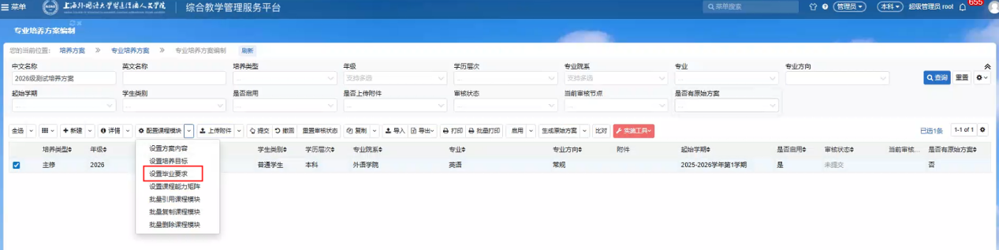 菜单 上海外国语大学贤达经济人文学院 综合教学管理服务平台 菜单搜索 管理员 本科 超级管理员 root 655
专业培养方案编制
您的当前位置： 培养方案 专业培养方案 专业培养方案编制 刷新
中文名称 英文名称 培养类型 年级 学历层次 专业院系 专业 专业方向
2026级测试培养方案 ... 支持多选 ... 支持多选 ... ... 查询 重置
起始学期 学生类别 是否启用 是否上传附件 审核状态 当前审核节点 是否有原始方案
... ... ... ... ... ... ...
全选 新建 详情 配置课程模块 上传附件 提交 撤回 重置审核状态 复制 导入 导出 打印 批量打印 启用 生成原始方案 比对 实施工具 已选1条 1-1 of 1
培养类型 年级 学生类别 学历层次 专业院系 专业 专业方向 附件 起始学期 是否启用 审核状态 当前审核... 是否有原始方案
主修 2026 普通学生 本科 外语学院 英语 常规 2025-2026学年第1学期 是 未提交 否
设置方案内容
设置培养目标
设置毕业要求
设置课程能力矩阵
批量引用课程模块
批量复制课程模块
批量删除课程模块